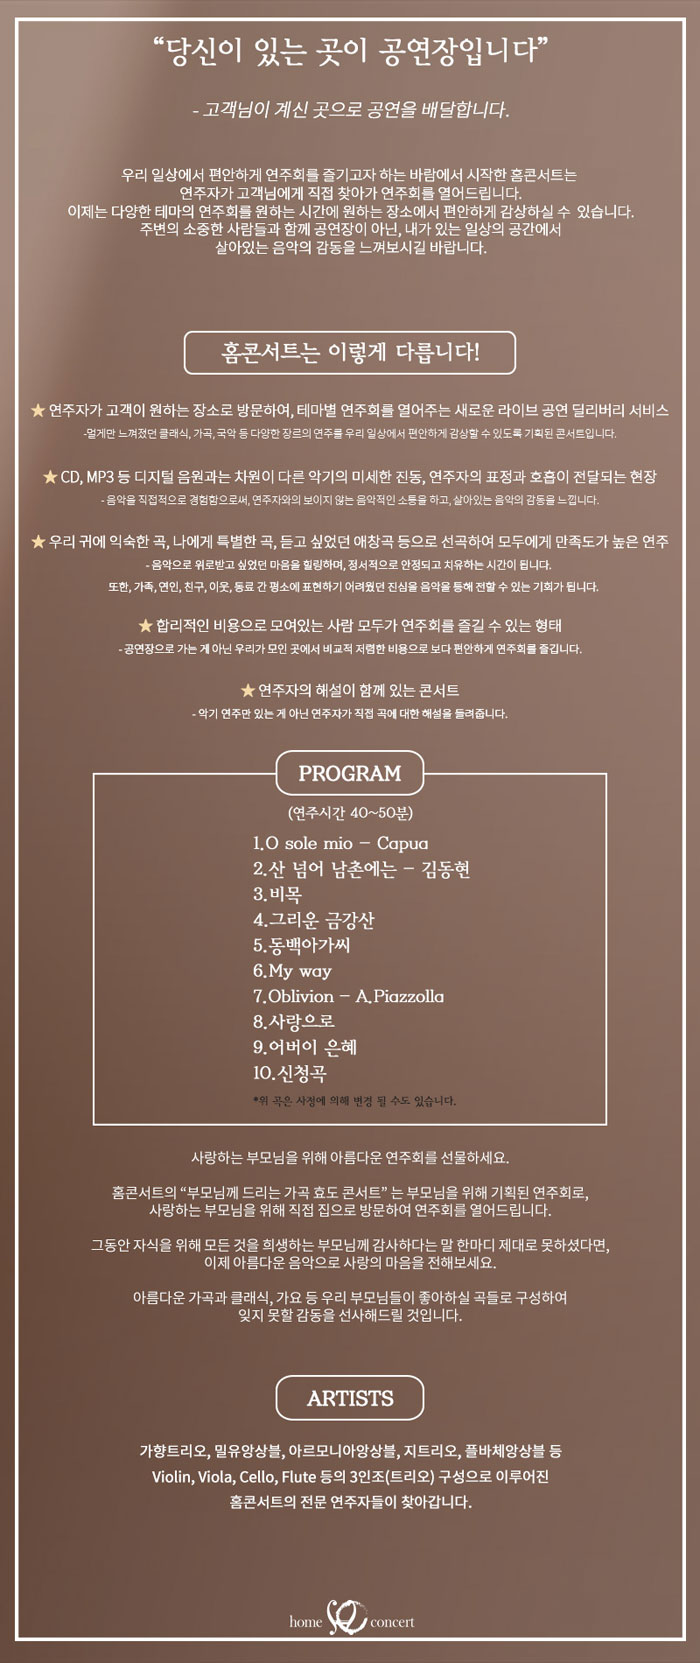 “당신이 있는 곳이 공연장입니다”
- 고객님이 계신 곳으로 공연을 배달합니다.
우리 일상에서 편안하게 연주회를 즐기고자 하는 바람에서 시작한 홈콘서트는
연주자가 고객님에게 직접 찾아가 연주회를 열어드립니다.
이제는 다양한 테마의 연주회를 원하는 시간에 원하는 장소에서 편안하게 감상하실 수 있습니다.
주변의 소중한 사람들과 함께 공연장이 아닌, 내가 있는 일상의 공간에서
살아있는 음악의 감동을 느껴보시길 바랍니다.
홈콘서트는 이렇게 다릅니다!
★ 연주자가 고객이 원하는 장소로 방문하여, 테마별 연주회를 열어주는 새로운 라이브 공연 딜리버리 서비스
-멀게만 느껴졌던 클래식, 가곡, 국악 등 다양한 장르의 연주를 우리 일상에서 편안하게 감상할 수 있도록 기획된 콘서트입니다.
★ CD, MP3 등 디지털 음원과는 차원이 다른 악기의 미세한 진동, 연주자의 표정과 호흡이 전달되는 현장
- 음악을 직접적으로 경험함으로써, 연주자와의 보이지 않는 음악적인 소통을 하고, 살아있는 음악의 감동을 느낍니다.
★ 우리 귀에 익숙한 곡, 나에게 특별한 곡, 듣고 싶었던 애창곡 등으로 선곡하여 모두에게 만족도가 높은 연주
- 음악으로 위로받고 싶었던 마음을 힐링하며, 정서적으로 안정되고 치유하는 시간이 됩니다.
또한, 가족, 연인, 친구, 이웃, 동료 간 평소에 표현하기 어려웠던 진심을 음악을 통해 전할 수 있는 기회가 됩니다.
★ 합리적인 비용으로 모여있는 사람 모두가 연주회를 즐길 수 있는 형태
- 공연장으로 가는 게 아닌 우리가 모인 곳에서 비교적 저렴한 비용으로 보다 편안하게 연주회를 즐깁니다.
★ 연주자의 해설이 함께 있는 콘서트
- 악기 연주만 있는 게 아닌 연주자가 직접 곡에 대한 해설을 들려줍니다.
PROGRAM
(연주시간 40~50분)
1.O sole mio – Capua
2.산 넘어 남촌에는 – 김동현
3.비목
4.그리운 금강산
5.동백아가씨
6.My way
7.Oblivion – A.Piazzolla
8.사랑으로
9.어버이 은혜
10.신청곡
*위 곡은 사정에 의해 변경 될 수도 있습니다.
사랑하는 부모님을 위해 아름다운 연주회를 선물하세요.
홈콘서트의 “부모님께 드리는 가곡 효도 콘서트” 는 부모님을 위해 기획된 연주회로,
사랑하는 부모님을 위해 직접 집으로 방문하여 연주회를 열어드립니다.
그동안 자식을 위해 모든 것을 희생하는 부모님께 감사하다는 말 한마디 제대로 못하셨다면,
이제 아름다운 음악으로 사랑의 마음을 전해보세요.
아름다운 가곡과 클래식, 가요 등 우리 부모님들이 좋아하실 곡들로 구성하여
잊지 못할 감동을 선사해드릴 것입니다.
ARTISTS
가향트리오, 밀유앙상블, 아르모니아앙상블, 지트리오, 플바체앙상블 등
Violin, Viola, Cello, Flute 등의 3인조(트리오) 구성으로 이루어진
홈콘서트의 전문 연주자들이 찾아갑니다.
home concert